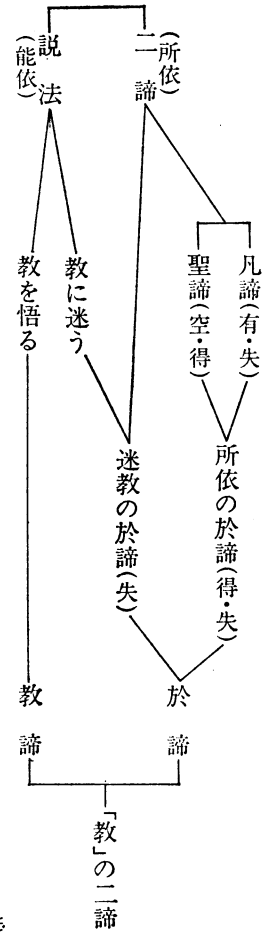 二諦
(所依)
説法
(能依)
凡諦(有・失)
聖諦(空・得)
教に迷う
教を悟る
所依の於諦(得・失)
迷教の於諦(失)
於諦
教諦
「教」の二諦